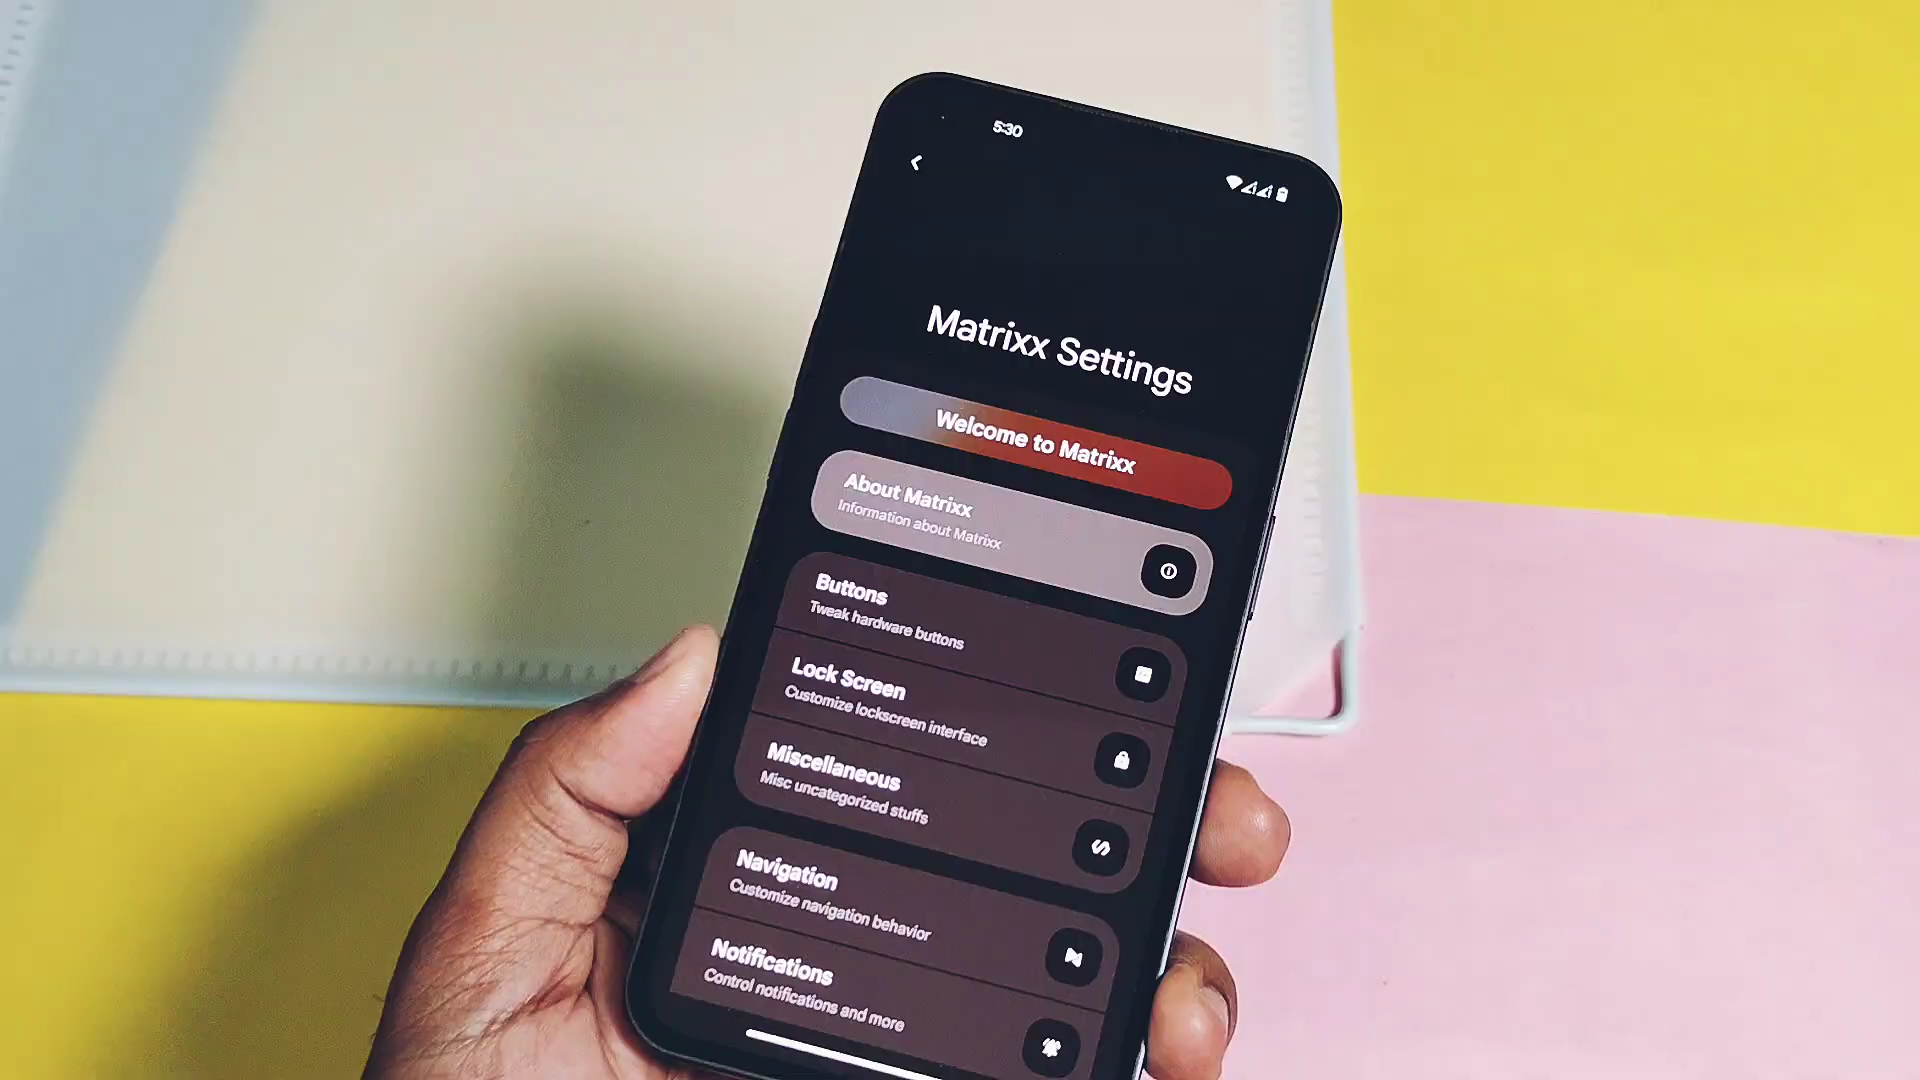 5:30
Matrixx Settings
Welcome to Matrixx
About Matrixx
Information about Matrixx
Buttons
Tweak hardware buttons
Lock Screen
Customize lockscreen interface
Miscellaneous
Misc uncategorized stuffs
Navigation
Customize navigation behavior
Notifications
Control notifications and more